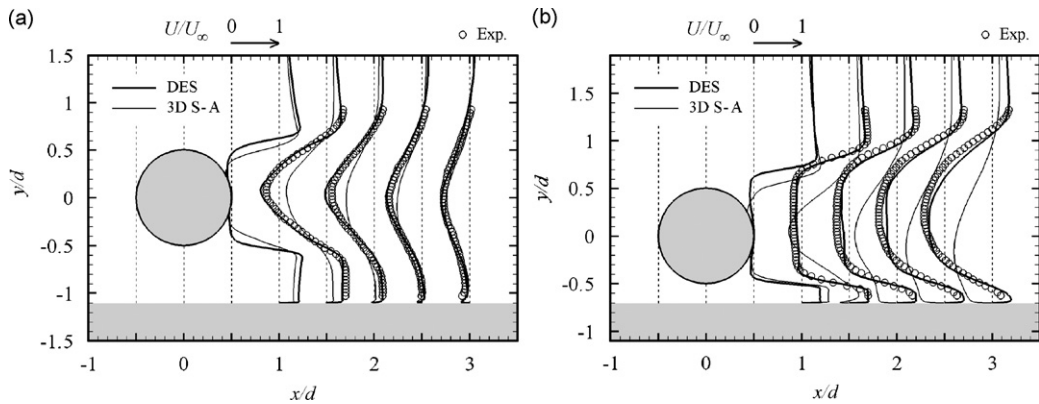 (a)
U/U∞ 0 1
○ Exp.
DES
3D S-A
1.5
1
0.5
0
-0.5
-1
-1.5
y/d
-1 0 1 2 3
x/d
(b)
U/U∞ 0 1
○ Exp.
DES
3D S-A
1.5
1
0.5
0
-0.5
-1
y/d
-1 0 1 2 3
x/d